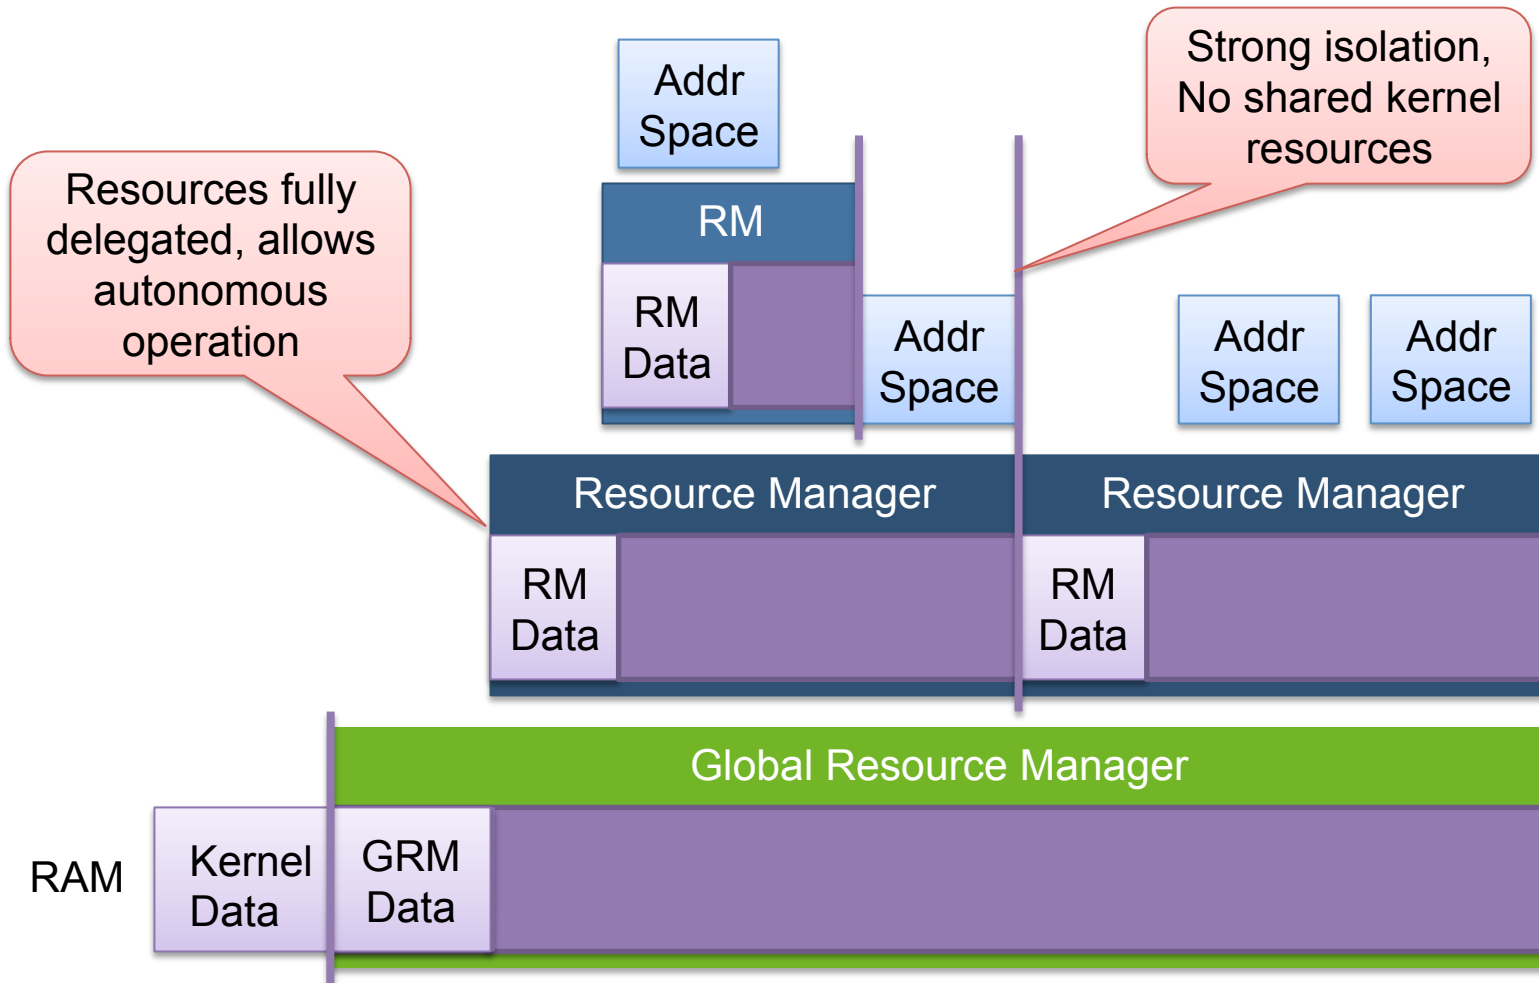 Addr
Space
Strong isolation,
No shared kernel
resources
Resources fully
delegated, allows
autonomous
operation
RM
RM
Data
Addr
Space
Addr
Space
Addr
Space
Resource Manager
Resource Manager
RM
Data
RM
Data
Global Resource Manager
RAM
Kernel
Data
GRM
Data